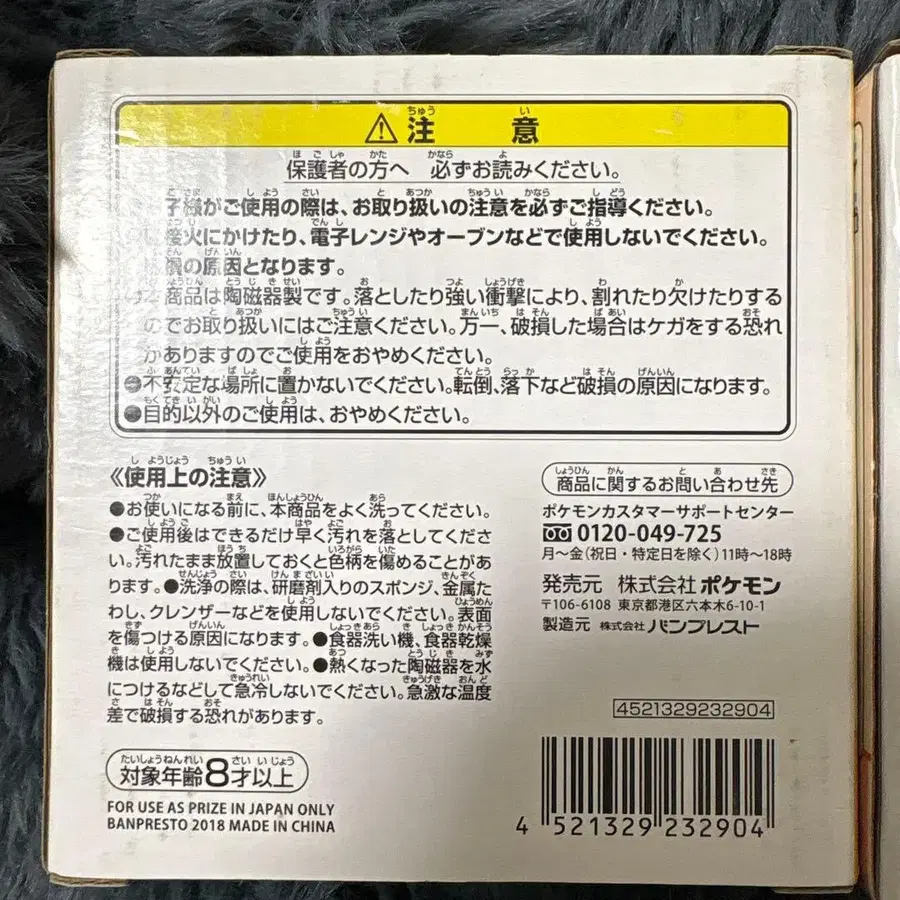 ⚠注意
保護者の方へ 必ずお読みください。
子様がご使用の際は、お取り扱いの注意を必ずご指導ください。
接火にかけたり、電子レンジやオーブンなどで使用しないでください。
損の原因となります。
商品は陶磁器製です。落としたり強い衝撃により、割れたり欠けたりする
のでお取り扱いにはご注意ください。万一、破損した場合はケガをする恐れ
がありますのでご使用をおやめください。
●不安定な場所に置かないでください。転倒、落下など破損の原因になります。
●目的以外のご使用は、おやめください。
《使用上の注意》
●お使いになる前に、本商品をよく洗ってください。
●ご使用後はできるだけ早く汚れを落としてくださ
い。汚れたまま放置しておくと色柄を傷めることがあ
ります。●洗浄の際は、研磨剤入りのスポンジ、金属た
わし、クレンザーなどを使用しないでください。表面
を傷つける原因になります。●食器洗い機、食器乾燥
機は使用しないでください。●熱くなった陶磁器を水
につけるなどして急冷しないでください。急激な温度
差で破損する恐れがあります。
対象年齢8才以上
FOR USE AS PRIZE IN JAPAN ONLY
BANPRESTO 2018 MADE IN CHINA
商品に関するお問い合わせ先
ポケモンカスタマーサポートセンター
0120-049-725
月～金(祝日・特定日を除く)11時～18時
発売元 株式会社ポケモン
〒106-6108 東京都港区六本木6-10-1
製造元 株式会社 バンプレスト
4521329232904
4 521329 232904